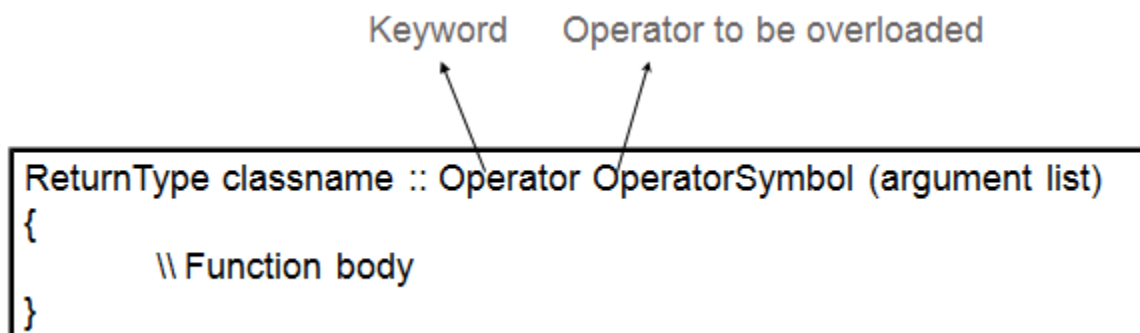 Keyword Operator to be overloaded
ReturnType classname :: Operator OperatorSymbol (argument list)
{
\\ Function body
}